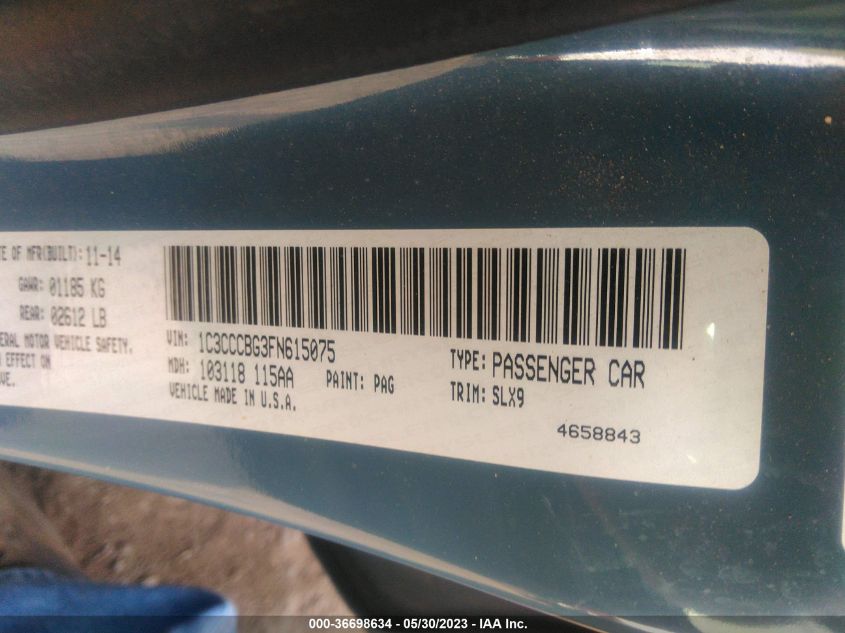 TE OF MFR(BUILT): 11-14
GAWR: 01185 KG
REAR: 02612 LB
ERAL MOTOR VEHICLE SAFETY.
EFFECT ON
VE.
VIN: 1C3CCCBG3FN615075
MDH: 103118 115AA
PAINT: PAG
VEHICLE MADE IN U.S.A.
TYPE: PASSENGER CAR
TRIM: SLX9
4658843
000-36698634 - 05/30/2023 - IAA Inc.